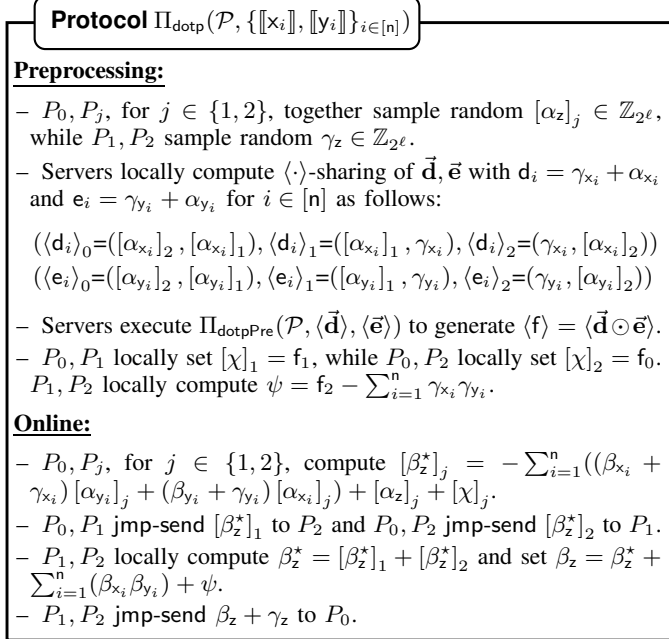 Protocol Π_dotp(𝒫, {⟦x_i⟧, ⟦y_i⟧}_{i∈[n]})
Preprocessing:
– P_0, P_j, for j ∈ {1, 2}, together sample random [α_z]_j ∈ ℤ_{2^ℓ},
while P_1, P_2 sample random γ_z ∈ ℤ_{2^ℓ}.
– Servers locally compute ⟨·⟩-sharing of d⃗, e⃗ with d_i = γ_{x_i} + α_{x_i}
and e_i = γ_{y_i} + α_{y_i} for i ∈ [n] as follows:
(⟨d_i⟩_0=([α_{x_i}]_2 , [α_{x_i}]_1), ⟨d_i⟩_1=([α_{x_i}]_1 , γ_{x_i}), ⟨d_i⟩_2=(γ_{x_i}, [α_{x_i}]_2))
(⟨e_i⟩_0=([α_{y_i}]_2 , [α_{y_i}]_1), ⟨e_i⟩_1=([α_{y_i}]_1 , γ_{y_i}), ⟨e_i⟩_2=(γ_{y_i}, [α_{y_i}]_2))
– Servers execute Π_dotpPre(𝒫, ⟨d⃗⟩, ⟨e⃗⟩) to generate ⟨f⟩ = ⟨d⃗ ⊙ e⃗⟩.
– P_0, P_1 locally set [χ]_1 = f_1, while P_0, P_2 locally set [χ]_2 = f_0.
P_1, P_2 locally compute ψ = f_2 − ∑_{i=1}^{n} γ_{x_i}γ_{y_i}.
Online:
– P_0, P_j, for j ∈ {1, 2}, compute [β_z^⋆]_j = −∑_{i=1}^{n}((β_{x_i} +
γ_{x_i}) [α_{y_i}]_j + (β_{y_i} + γ_{y_i}) [α_{x_i}]_j) + [α_z]_j + [χ]_j.
– P_0, P_1 jmp-send [β_z^⋆]_1 to P_2 and P_0, P_2 jmp-send [β_z^⋆]_2 to P_1.
– P_1, P_2 locally compute β_z^⋆ = [β_z^⋆]_1 + [β_z^⋆]_2 and set β_z = β_z^⋆ +
∑_{i=1}^{n}(β_{x_i}β_{y_i}) + ψ.
– P_1, P_2 jmp-send β_z + γ_z to P_0.